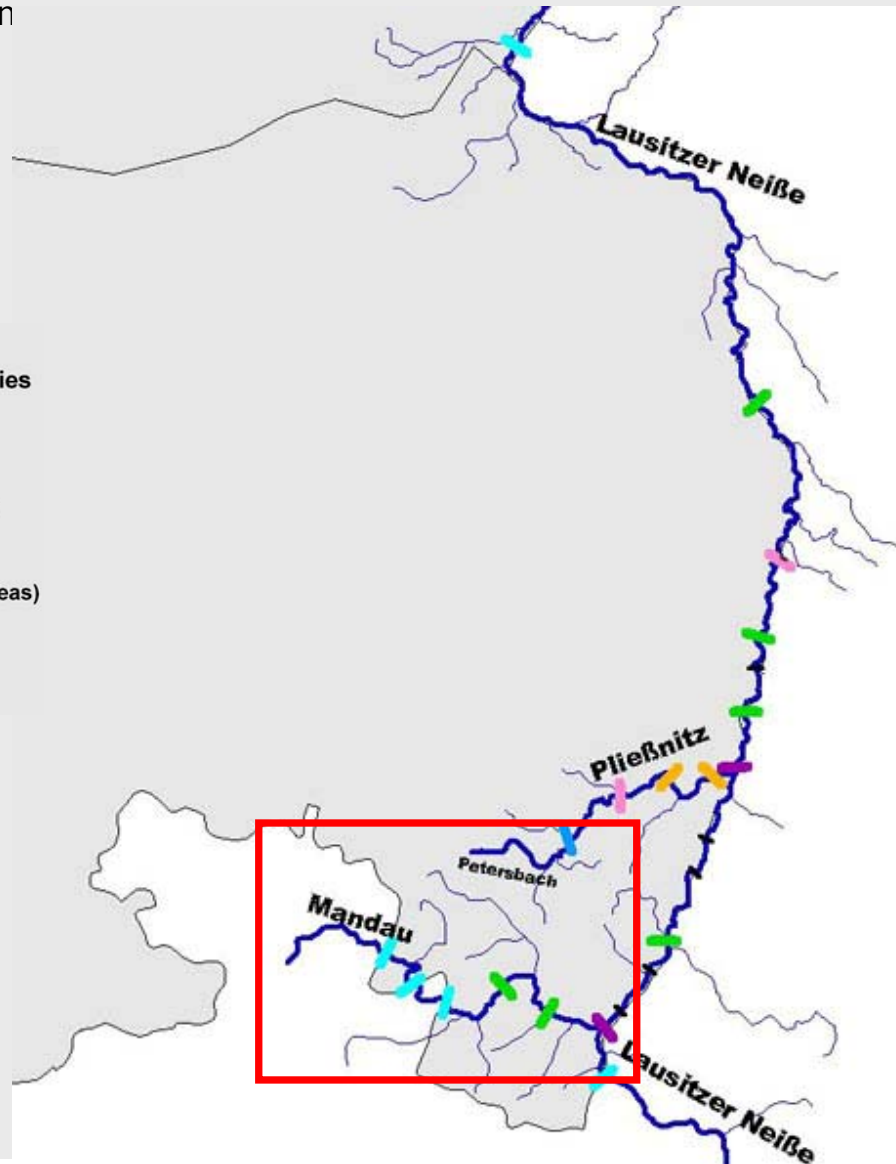 n
Lausitzer Neiße
ies
eas)
Pließnitz
Petersbach
Mandau
Lausitzer Neiße